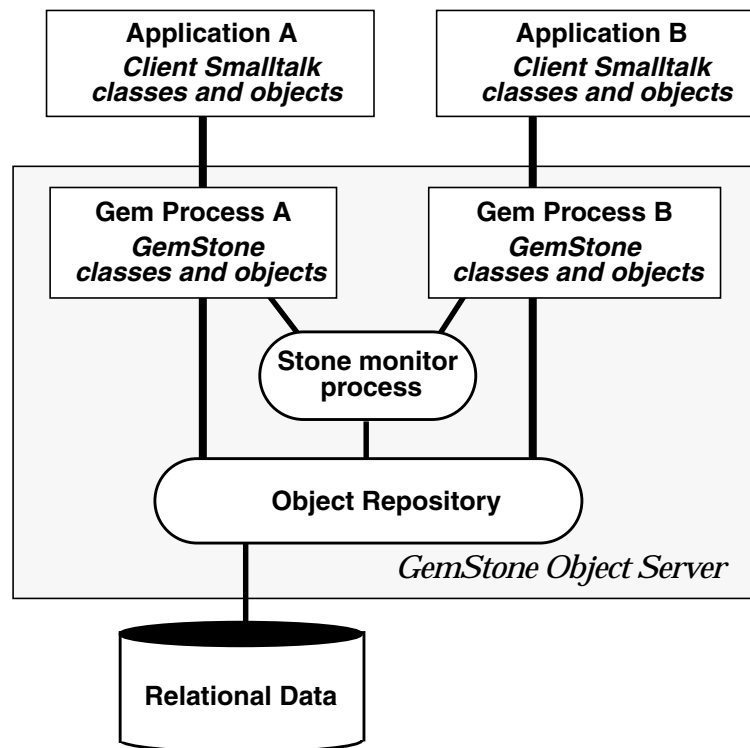 Application A
Client Smalltalk
classes and objects
Application B
Client Smalltalk
classes and objects
Gem Process A
GemStone
classes and objects
Gem Process B
GemStone
classes and objects
Stone monitor
process
Object Repository
GemStone Object Server
Relational Data